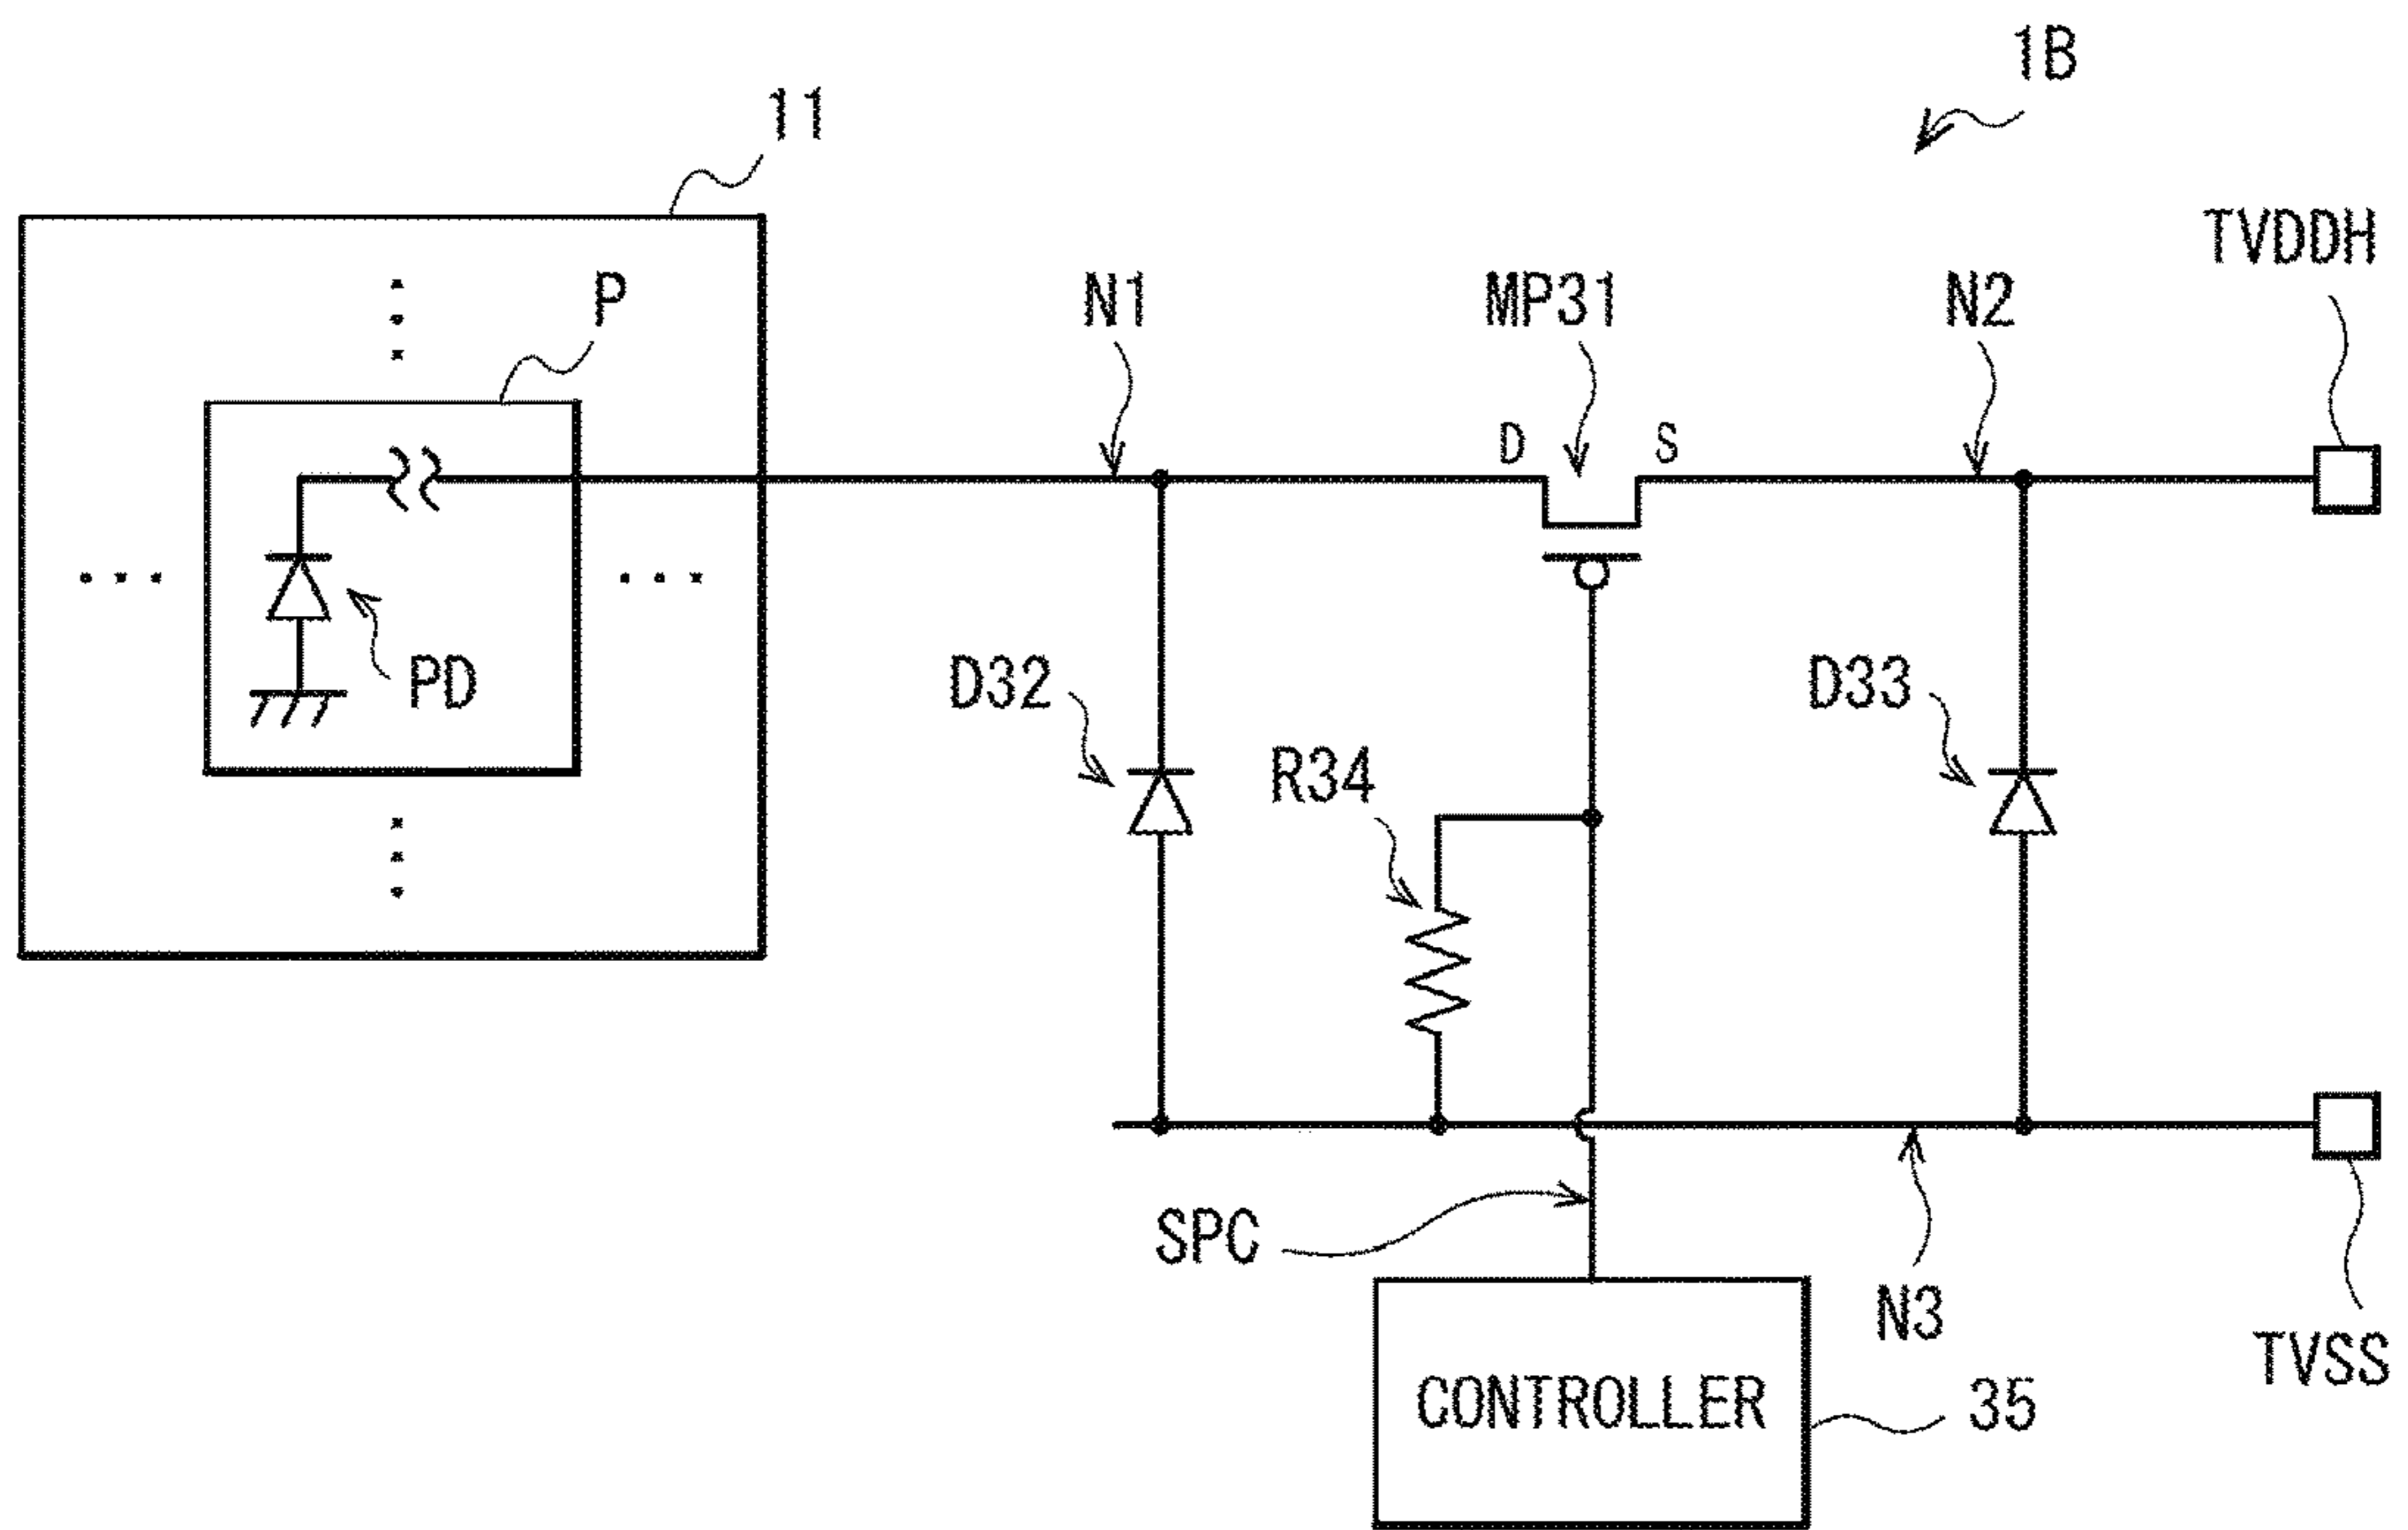 1B
11
TVDDH
P
N1
MP31
N2
D
S
PD
D32
D33
R34
SPC
N3
TVSS
CONTROLLER
35